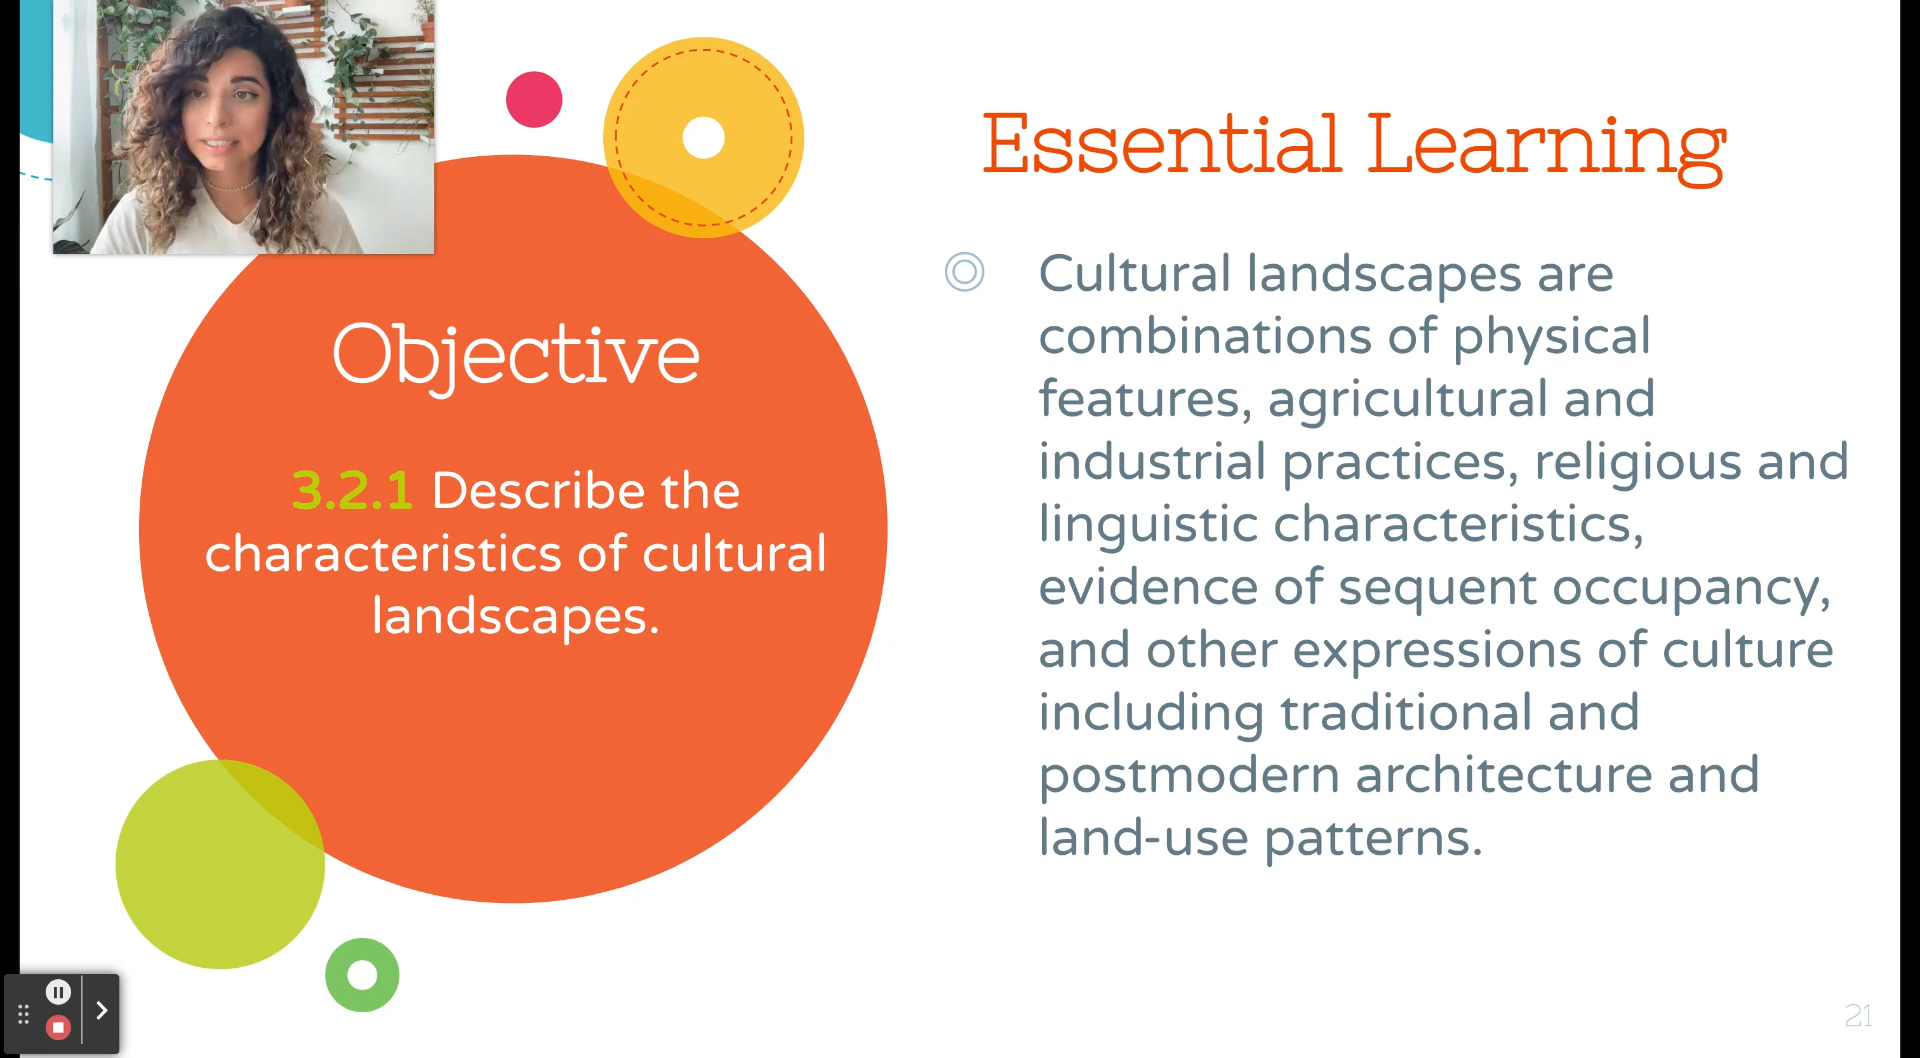 Objective
3.2.1 Describe the
characteristics of cultural
landscapes.
Essential Learning
Cultural landscapes are
combinations of physical
features, agricultural and
industrial practices, religious and
linguistic characteristics,
evidence of sequent occupancy,
and other expressions of culture
including traditional and
postmodern architecture and
land-use patterns.
21